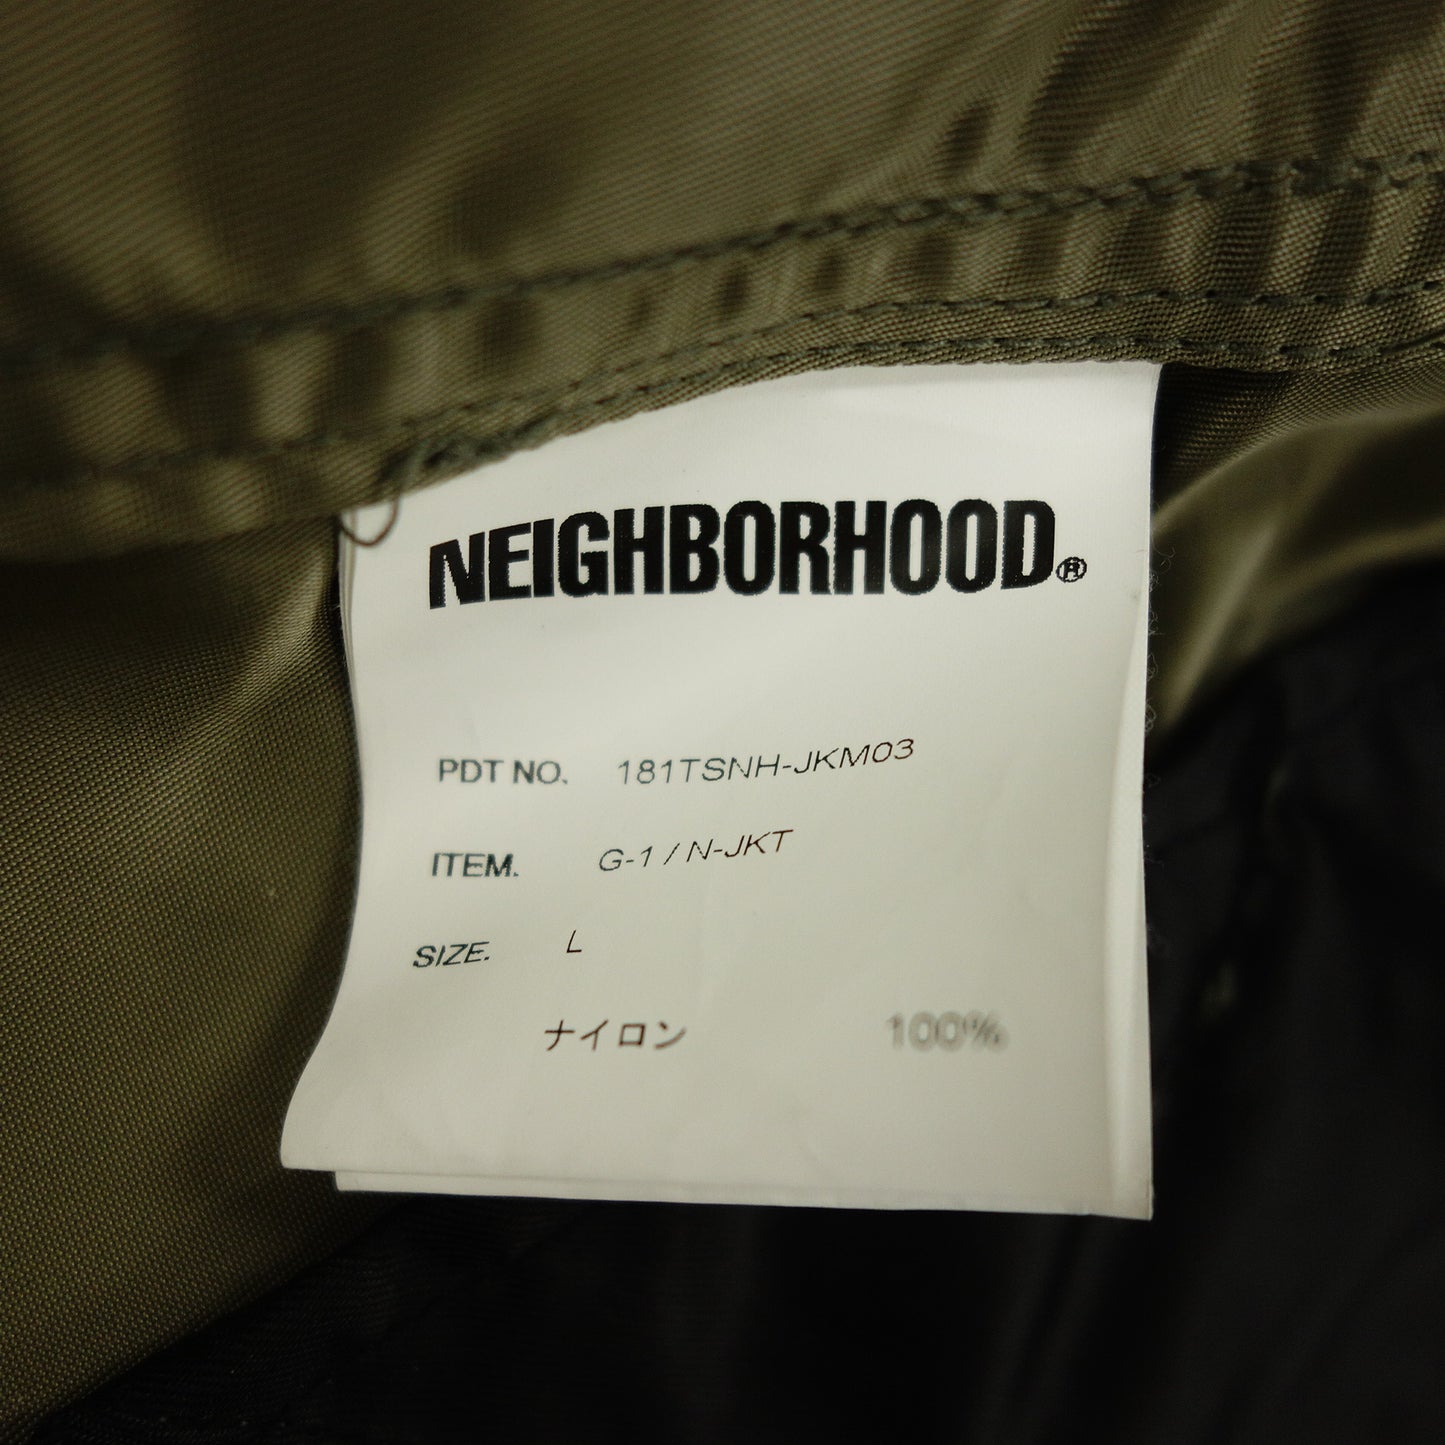 NEIGHBORHOOD®
PDT NO. 181TSNH-JKM03
ITEM. G-1 / N-JKT
SIZE. L
ナイロン 100%